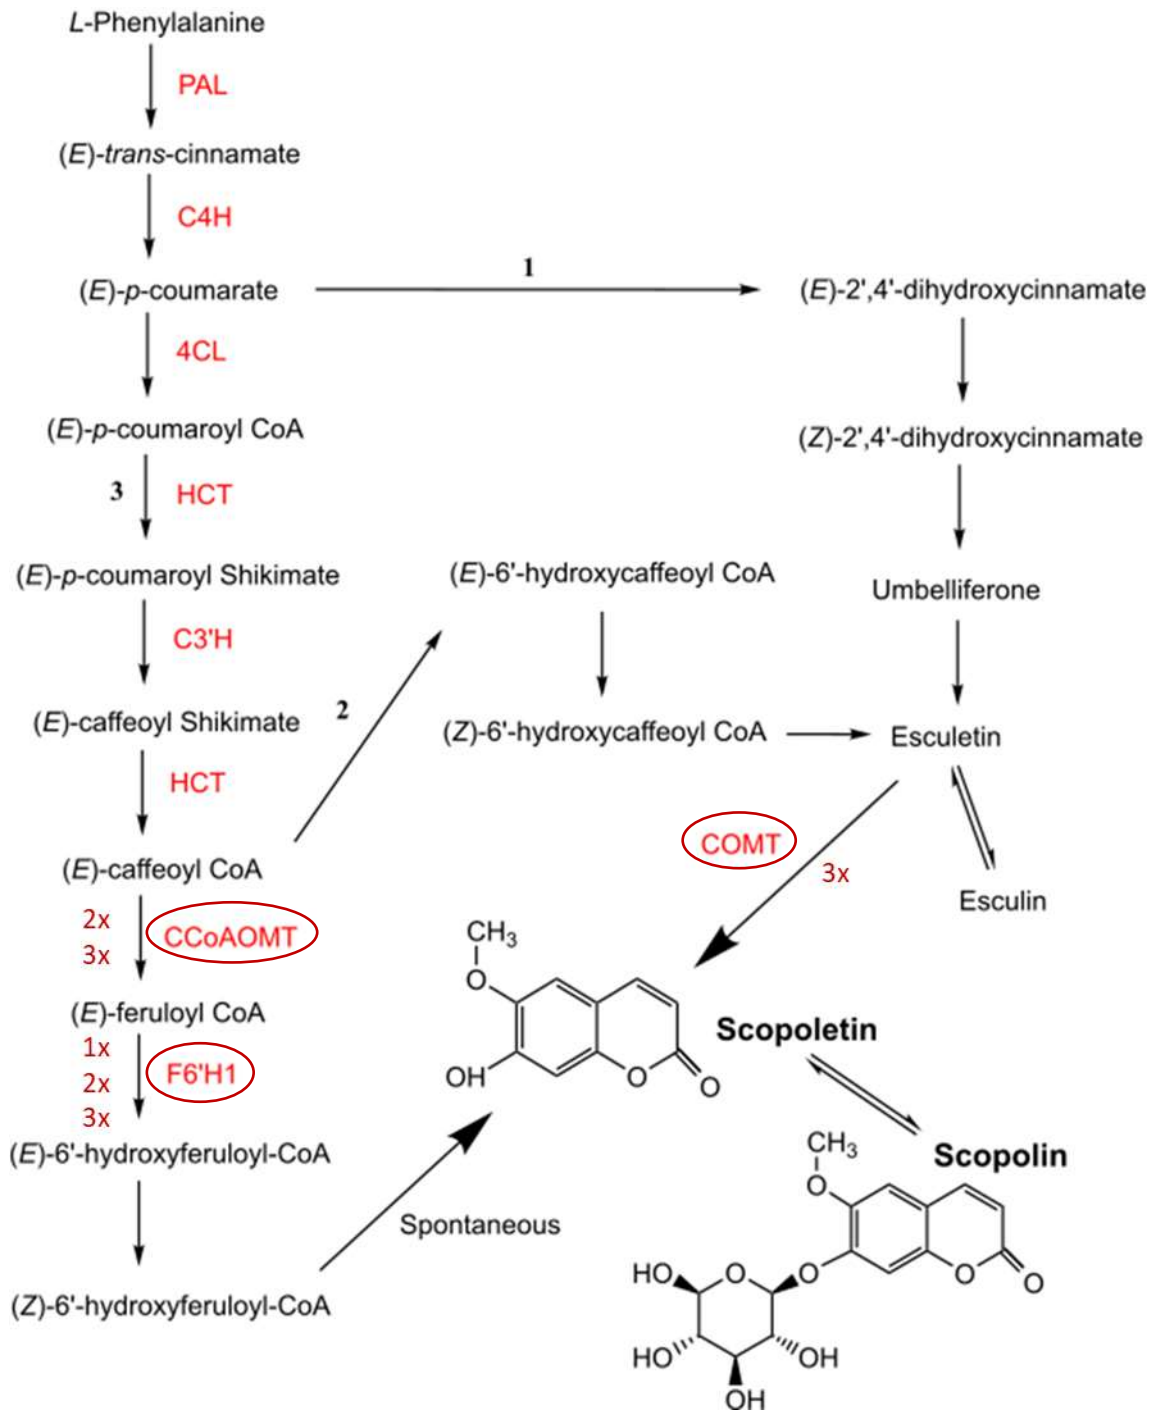 L-Phenylalanine
PAL
(E)-trans-cinnamate
C4H
(E)-p-coumarate
1
(E)-2',4'-dihydroxycinnamate
4CL
(E)-p-coumaroyl CoA
(Z)-2',4'-dihydroxycinnamate
3
HCT
(E)-p-coumaroyl Shikimate
(E)-6'-hydroxycaffeoyl CoA
Umbelliferone
C3'H
(E)-caffeoyl Shikimate
2
(Z)-6'-hydroxycaffeoyl CoA
Esculetin
HCT
COMT
3x
(E)-caffeoyl CoA
Esculin
2x
3x
CCoAOMT
CH3
O
(E)-feruloyl CoA
Scopoletin
1x
2x
3x
F6'H1
OH
O
O
(E)-6'-hydroxyferuloyl-CoA
CH3
O
Scopolin
Spontaneous
(Z)-6'-hydroxyferuloyl-CoA
HO
O
O
O
O
HO
OH
OH